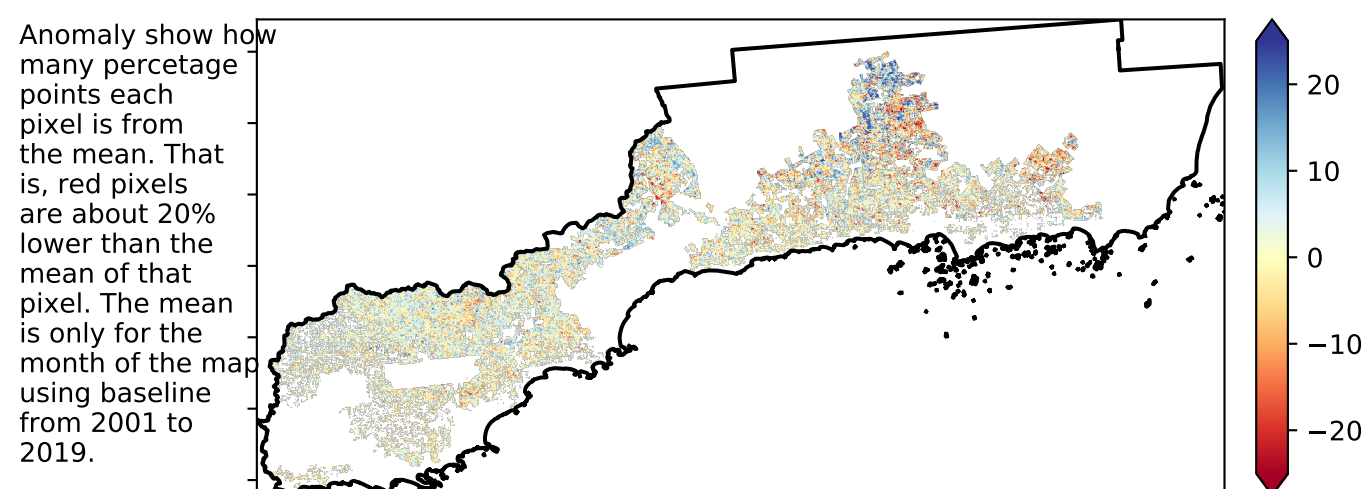 Anomaly show how
many percetage
points each
pixel is from
the mean. That
is, red pixels
are about 20%
lower than the
mean of that
pixel. The mean
is only for the
month of the map
using baseline
from 2001 to
2019.
20
10
0
−10
−20